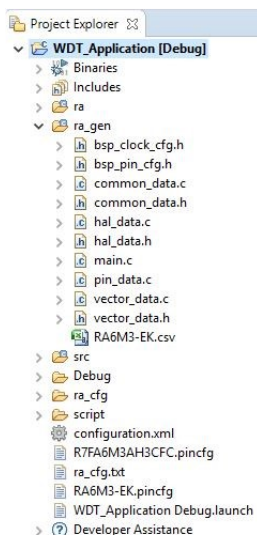 Project Explorer
WDT_Application [Debug]
Binaries
Includes
ra
ra_gen
.h bsp_clock_cfg.h
.h bsp_pin_cfg.h
.c common_data.c
.h common_data.h
.c hal_data.c
.h hal_data.h
.c main.c
.c pin_data.c
.c vector_data.c
.h vector_data.h
RA6M3-EK.csv
src
Debug
ra_cfg
script
configuration.xml
R7FA6M3AH3CFC.pincfg
ra_cfg.txt
RA6M3-EK.pincfg
WDT_Application Debug.launch
? Developer Assistance